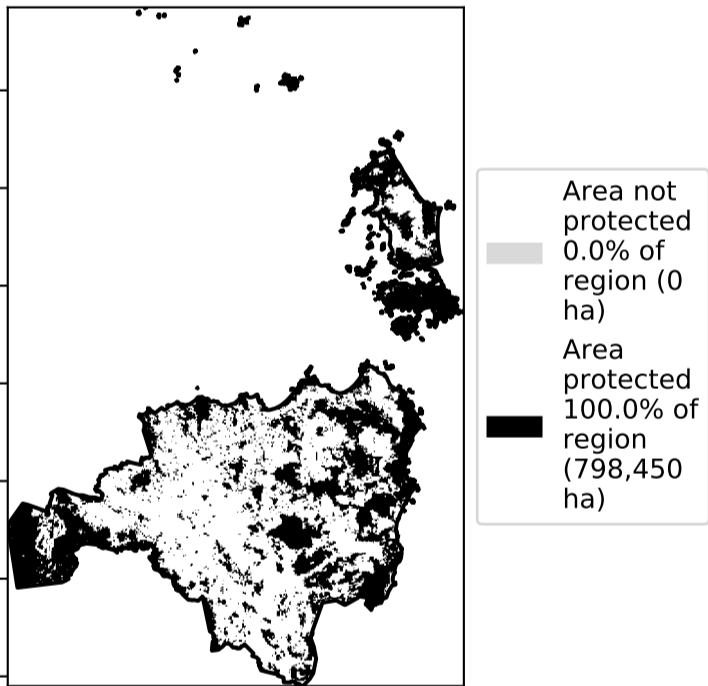 Area not
protected
0.0% of
region (0
ha)
Area
protected
100.0% of
region
(798,450
ha)